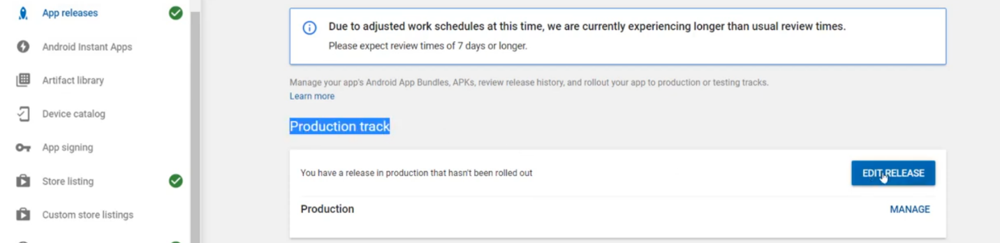 App releases
Android Instant Apps
Artifact library
Device catalog
App signing
Store listing
Custom store listings
Due to adjusted work schedules at this time, we are currently experiencing longer than usual review times.
Please expect review times of 7 days or longer.
Manage your app's Android App Bundles, APKs, review release history, and rollout your app to production or testing tracks.
Learn more
Production track
You have a release in production that hasn't been rolled out
EDIT RELEASE
Production
MANAGE